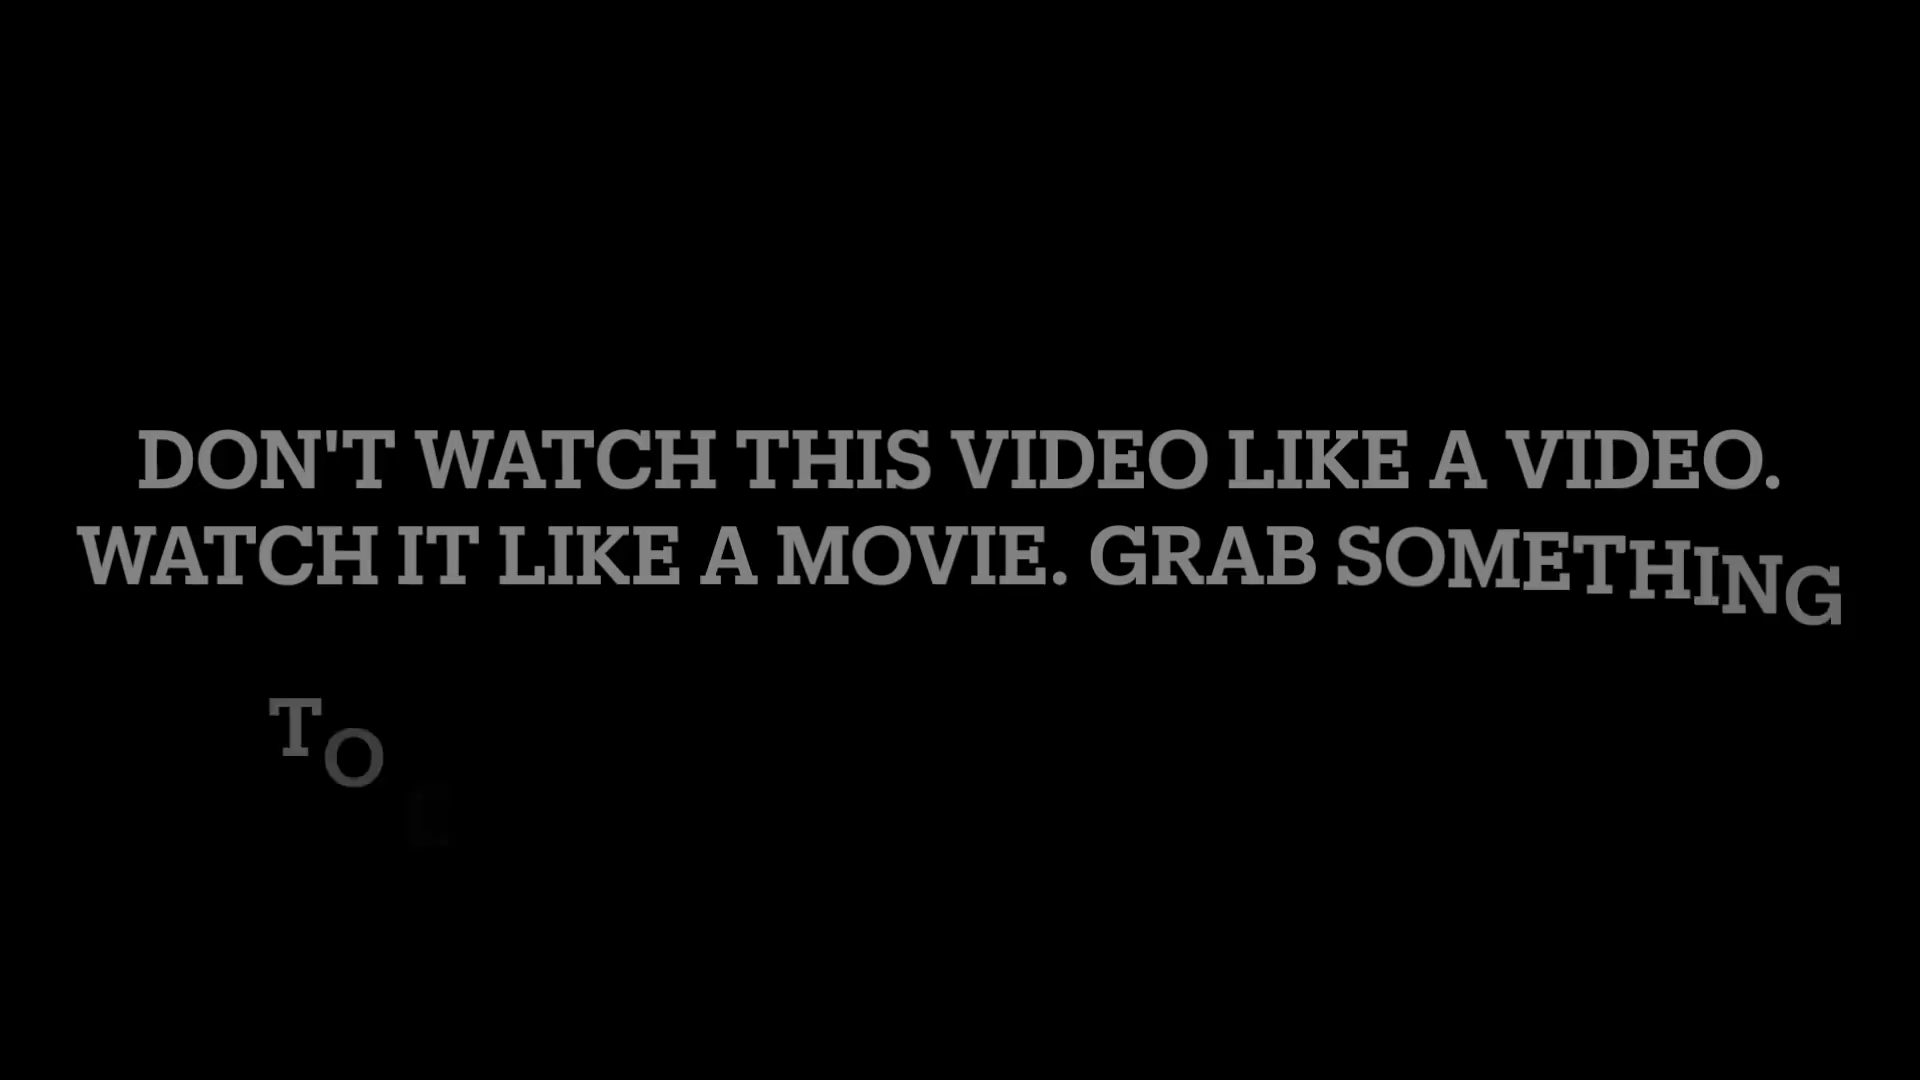 DON'T WATCH THIS VIDEO LIKE A VIDEO.
WATCH IT LIKE A MOVIE. GRAB SOMETHING
TO